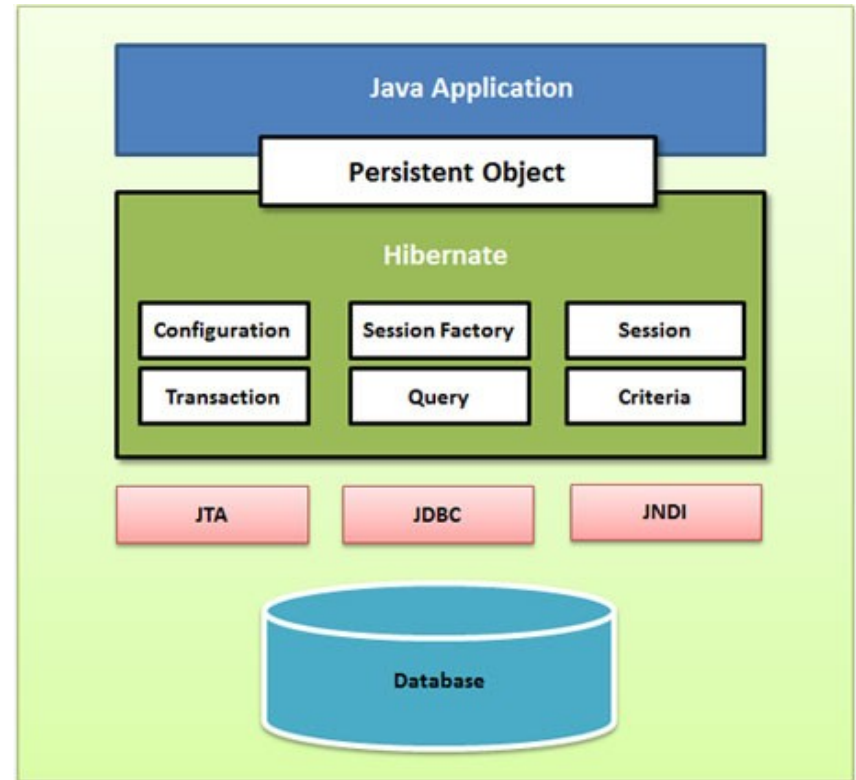 Java Application
Persistent Object
Hibernate
Configuration
Session Factory
Session
Transaction
Query
Criteria
JTA
JDBC
JNDI
Database